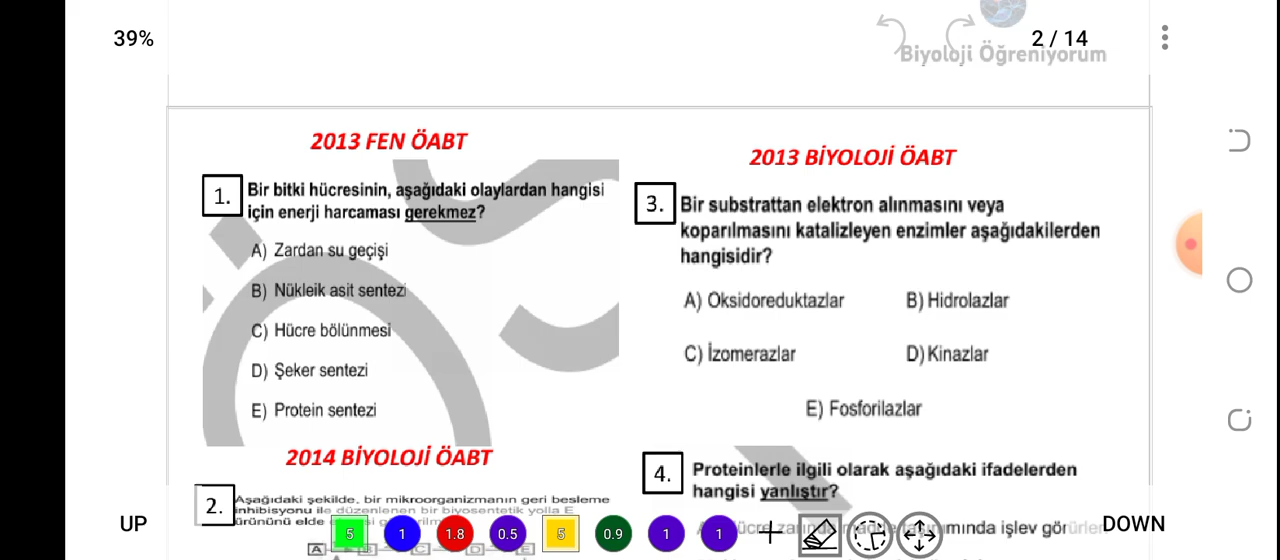 39%
2 / 14
Biyoloji Öğreniyorum
2013 FEN ÖABT
1. Bir bitki hücresinin, aşağıdaki olaylardan hangisi
için enerji harcaması gerekmez?
A) Zardan su geçişi
B) Nükleik asit sentezi
C) Hücre bölünmesi
D) Şeker sentezi
E) Protein sentezi
2014 BİYOLOJİ ÖABT
2. Aşağıdaki şekilde, bir mikroorganizmanın geri besleme
inhibisyonu ile düzenlenen bir biyosentetik yolla E
ürününü elde
A B C D E
2013 BİYOLOJİ ÖABT
3. Bir substrattan elektron alınmasını veya
koparılmasını katalizleyen enzimler aşağıdakilerden
hangisidir?
A) Oksidoreduktazlar B) Hidrolazlar
C) İzomerazlar D) Kinazlar
E) Fosforilazlar
4. Proteinlerle ilgili olarak aşağıdaki ifadelerden
hangisi yanlıştır?
işlev görürler
UP
5 1 1.8 0.5 5 0.9 1 1
DOWN